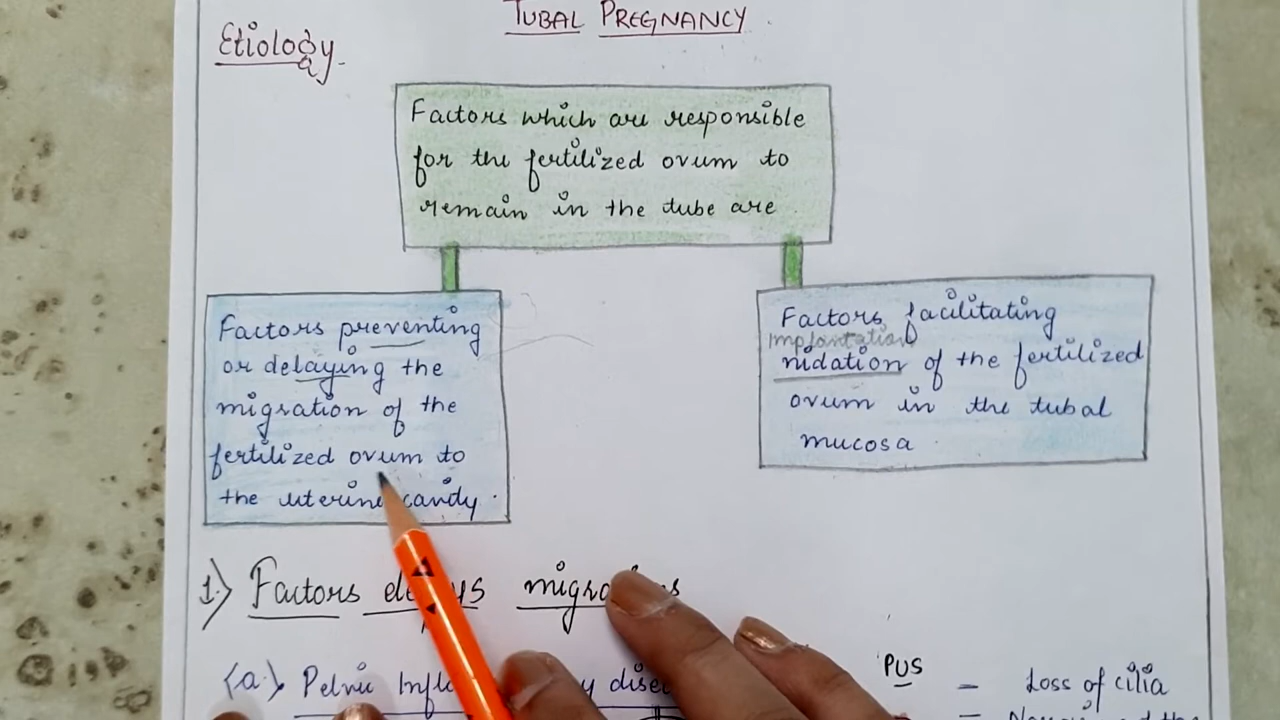 TUBAL PREGNANCY
Etiology.
Factors which are responsible
for the fertilized ovum to
remain in the tube are
Factors preventing
or delaying the
migration of the
fertilized ovum to
the uterine candy.
Factors facilitating
Implantation
nidation of the fertilized
ovum in the tubal
mucosa.
1.) Factors
(a.) Pelvic
PUS
– Loss of cilia